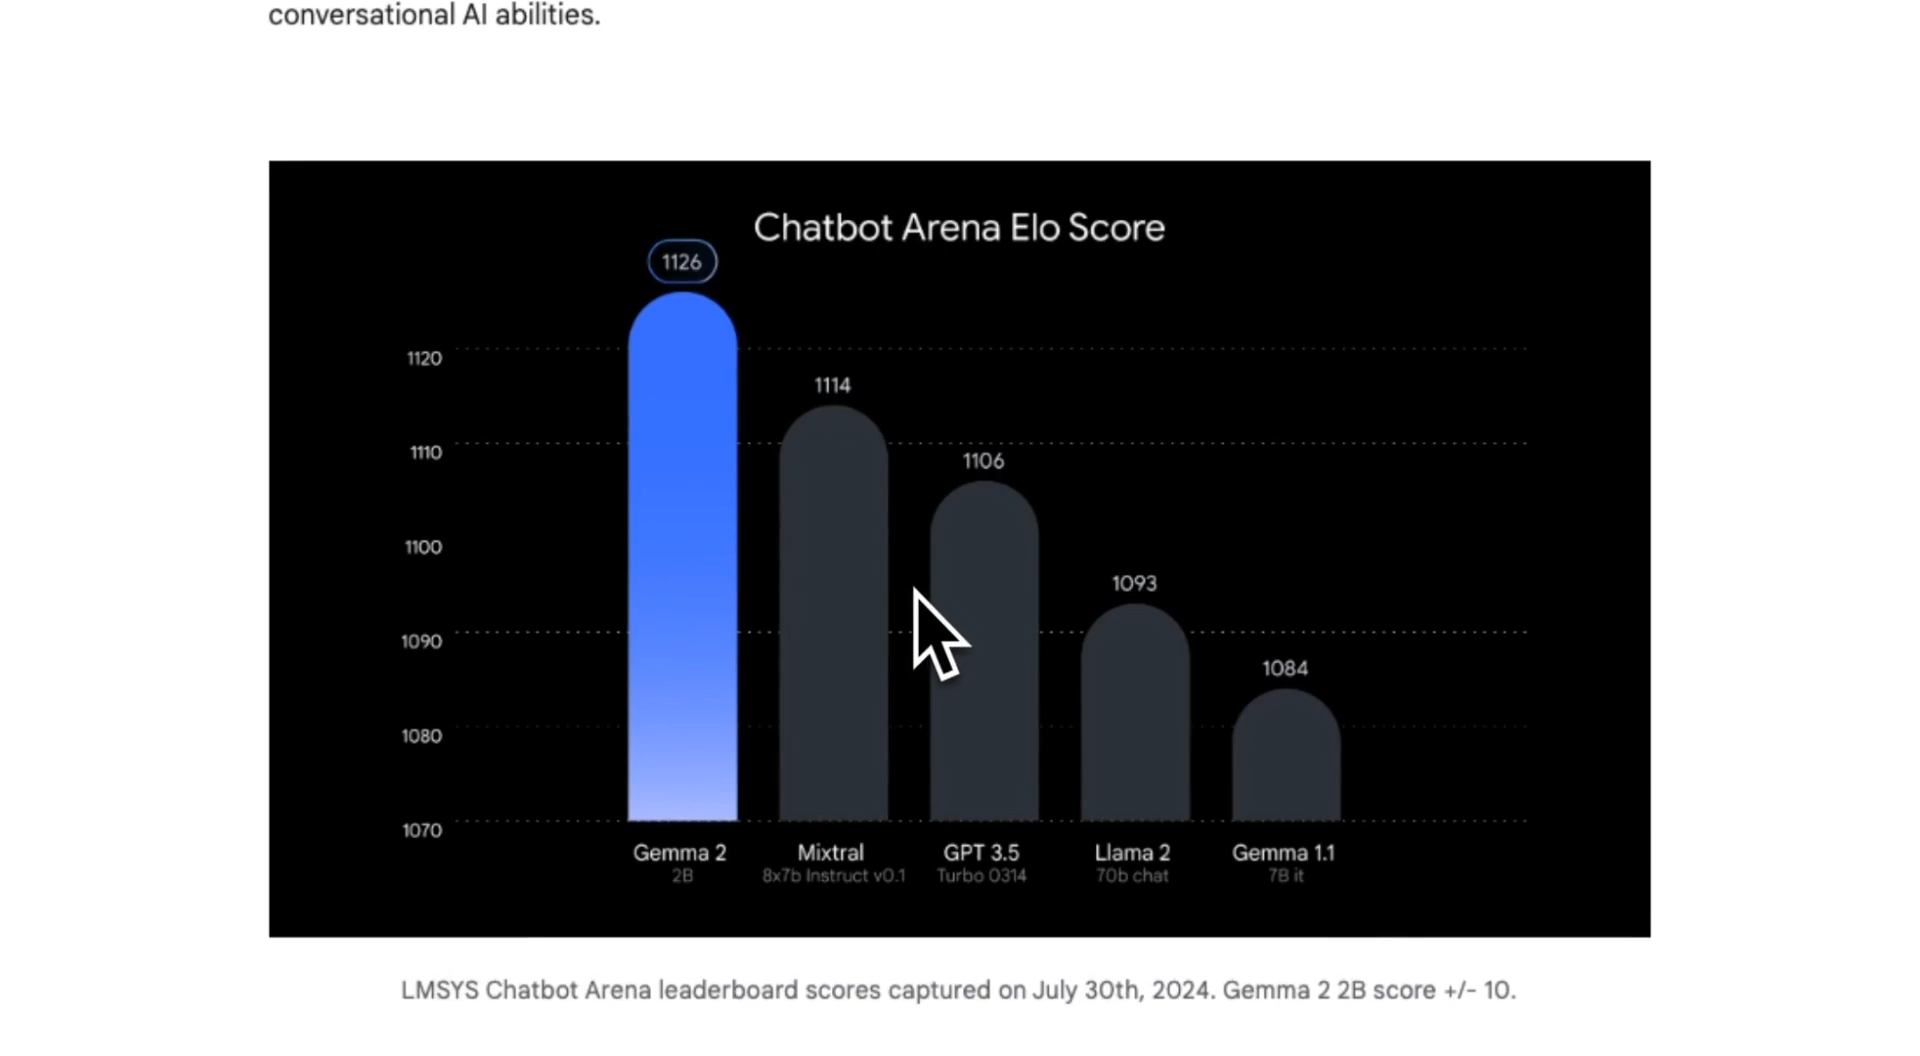 conversational AI abilities.
Chatbot Arena Elo Score
1126
1120
1114
1110
1106
1100
1093
1090
1084
1080
1070
Gemma 2 Mixtral GPT 3.5 Llama 2 Gemma 1.1
2B 8x7b Instruct v0.1 Turbo 0314 70b chat 7B it
LMSYS Chatbot Arena leaderboard scores captured on July 30th, 2024. Gemma 2 2B score +/- 10.